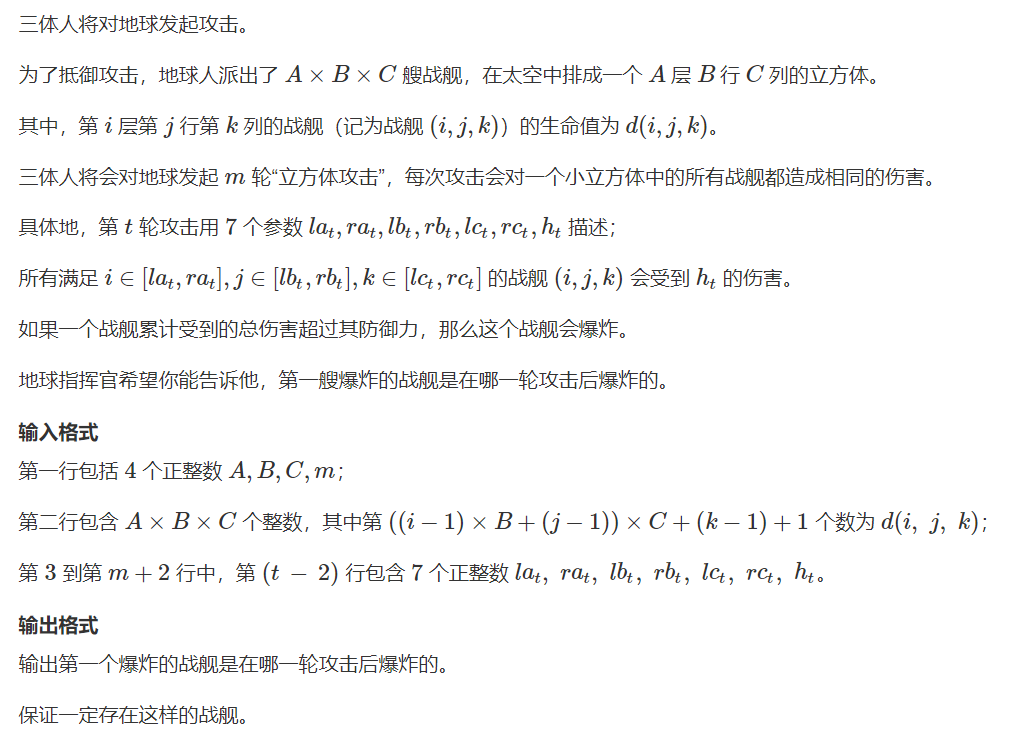 三体人将对地球发起攻击。
为了抵御攻击，地球人派出了 A × B × C 艘战舰，在太空中排成一个 A 层 B 行 C 列的立方体。
其中，第 i 层第 j 行第 k 列的战舰（记为战舰 (i, j, k)）的生命值为 d(i, j, k)。
三体人将会对地球发起 m 轮“立方体攻击”，每次攻击会对一个小立方体中的所有战舰都造成相同的伤害。
具体地，第 t 轮攻击用 7 个参数 la_t, ra_t, lb_t, rb_t, lc_t, rc_t, h_t 描述；
所有满足 i ∈ [la_t, ra_t], j ∈ [lb_t, rb_t], k ∈ [lc_t, rc_t] 的战舰 (i, j, k) 会受到 h_t 的伤害。
如果一个战舰累计受到的总伤害超过其防御力，那么这个战舰会爆炸。
地球指挥官希望你能告诉他，第一艘爆炸的战舰是在哪一轮攻击后爆炸的。
输入格式
第一行包括 4 个正整数 A, B, C, m；
第二行包含 A × B × C 个整数，其中第 ((i − 1) × B + (j − 1)) × C + (k − 1) + 1 个数为 d(i, j, k)；
第 3 到第 m + 2 行中，第 (t − 2) 行包含 7 个正整数 la_t, ra_t, lb_t, rb_t, lc_t, rc_t, h_t。
输出格式
输出第一个爆炸的战舰是在哪一轮攻击后爆炸的。
保证一定存在这样的战舰。